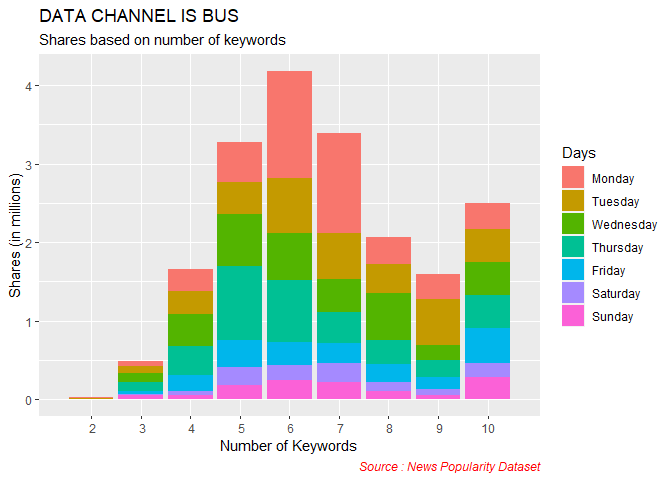 DATA CHANNEL IS BUS
Shares based on number of keywords
Shares (in millions)
4
3
2
1
0
2 3 4 5 6 7 8 9 10
Number of Keywords
Days
Monday
Tuesday
Wednesday
Thursday
Friday
Saturday
Sunday
Source : News Popularity Dataset